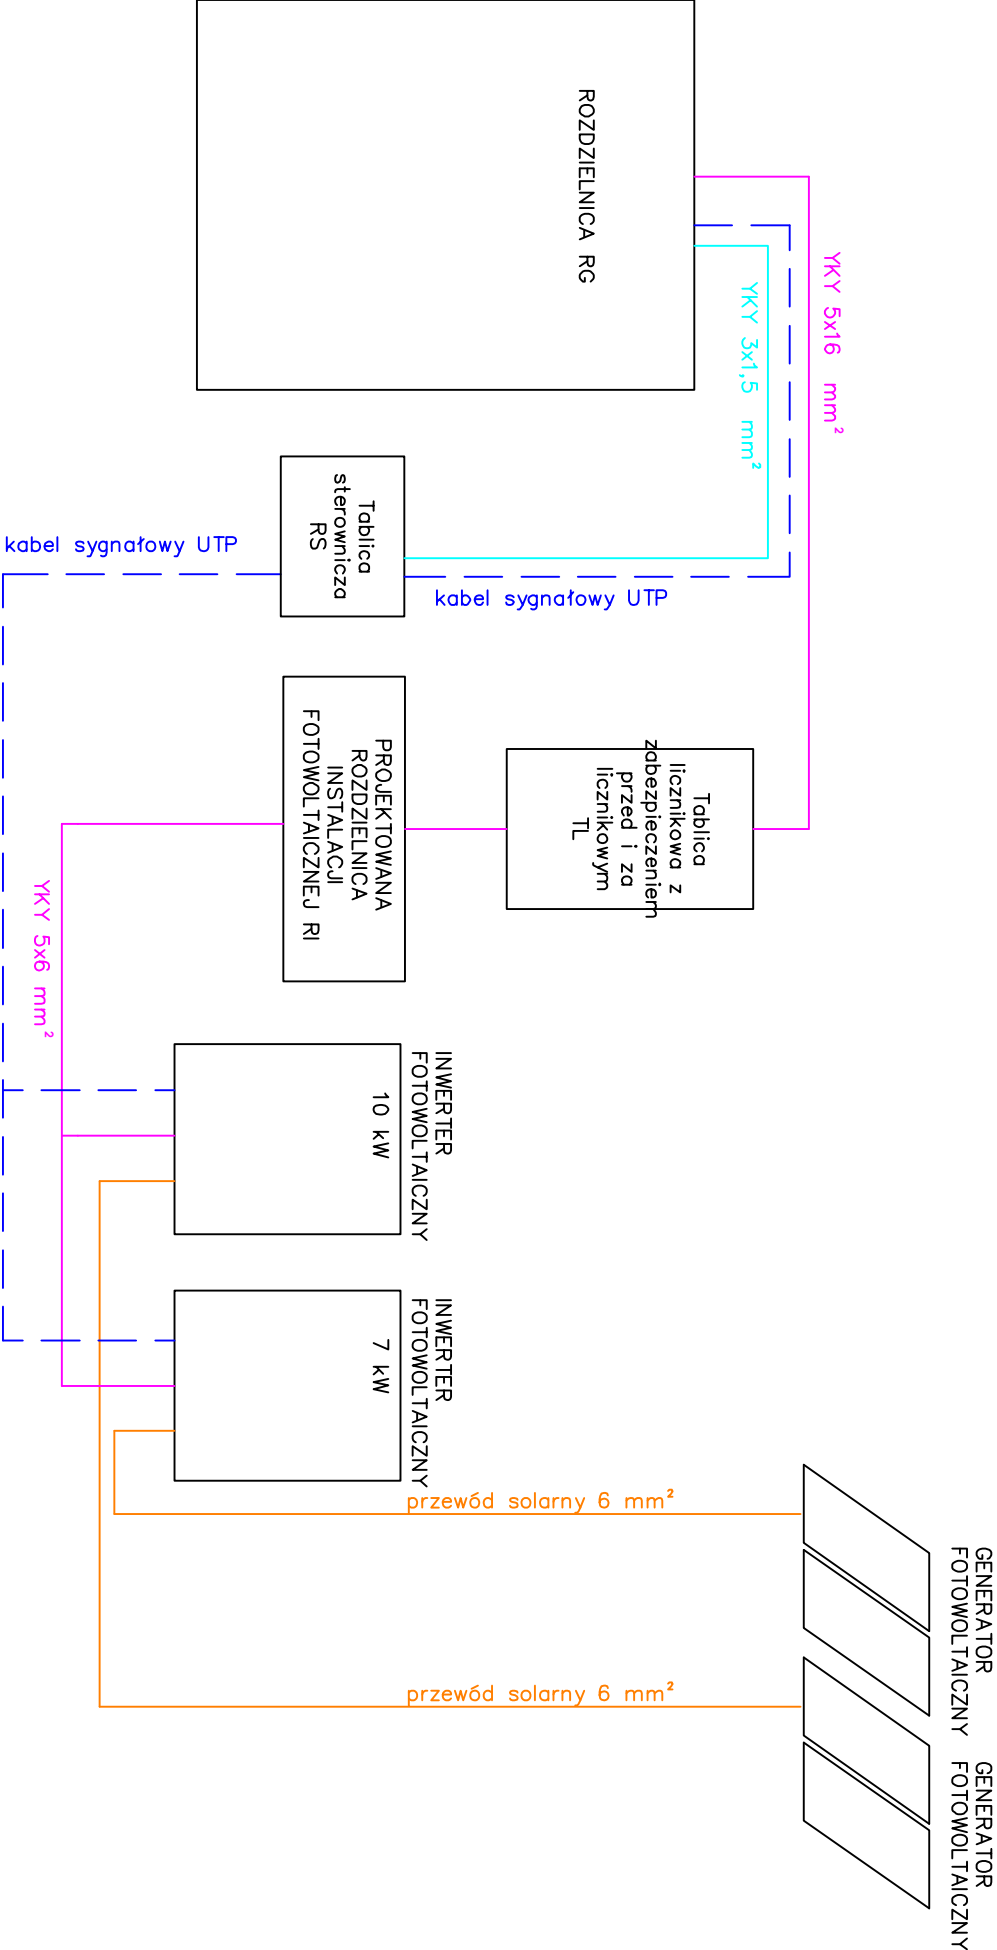 ROZDZIELNICA RG
YKY 5x16 mm²
YKY 3x1,5 mm²
Tablica
sterownicza
RS
kabel sygnałowy UTP
kabel sygnałowy UTP
Tablica
licznikowa z
zabezpieczeniem
przed i za
licznikowym
TL
PROJEKTOWANA
ROZDZIELNICA
INSTALACJI
FOTOWOLTAICZNEJ RI
YKY 5x6 mm²
INWERTER
FOTOWOLTAICZNY
10 kW
INWERTER
FOTOWOLTAICZNY
7 kW
przewód solarny 6 mm²
przewód solarny 6 mm²
GENERATOR
FOTOWOLTAICZNY
GENERATOR
FOTOWOLTAICZNY